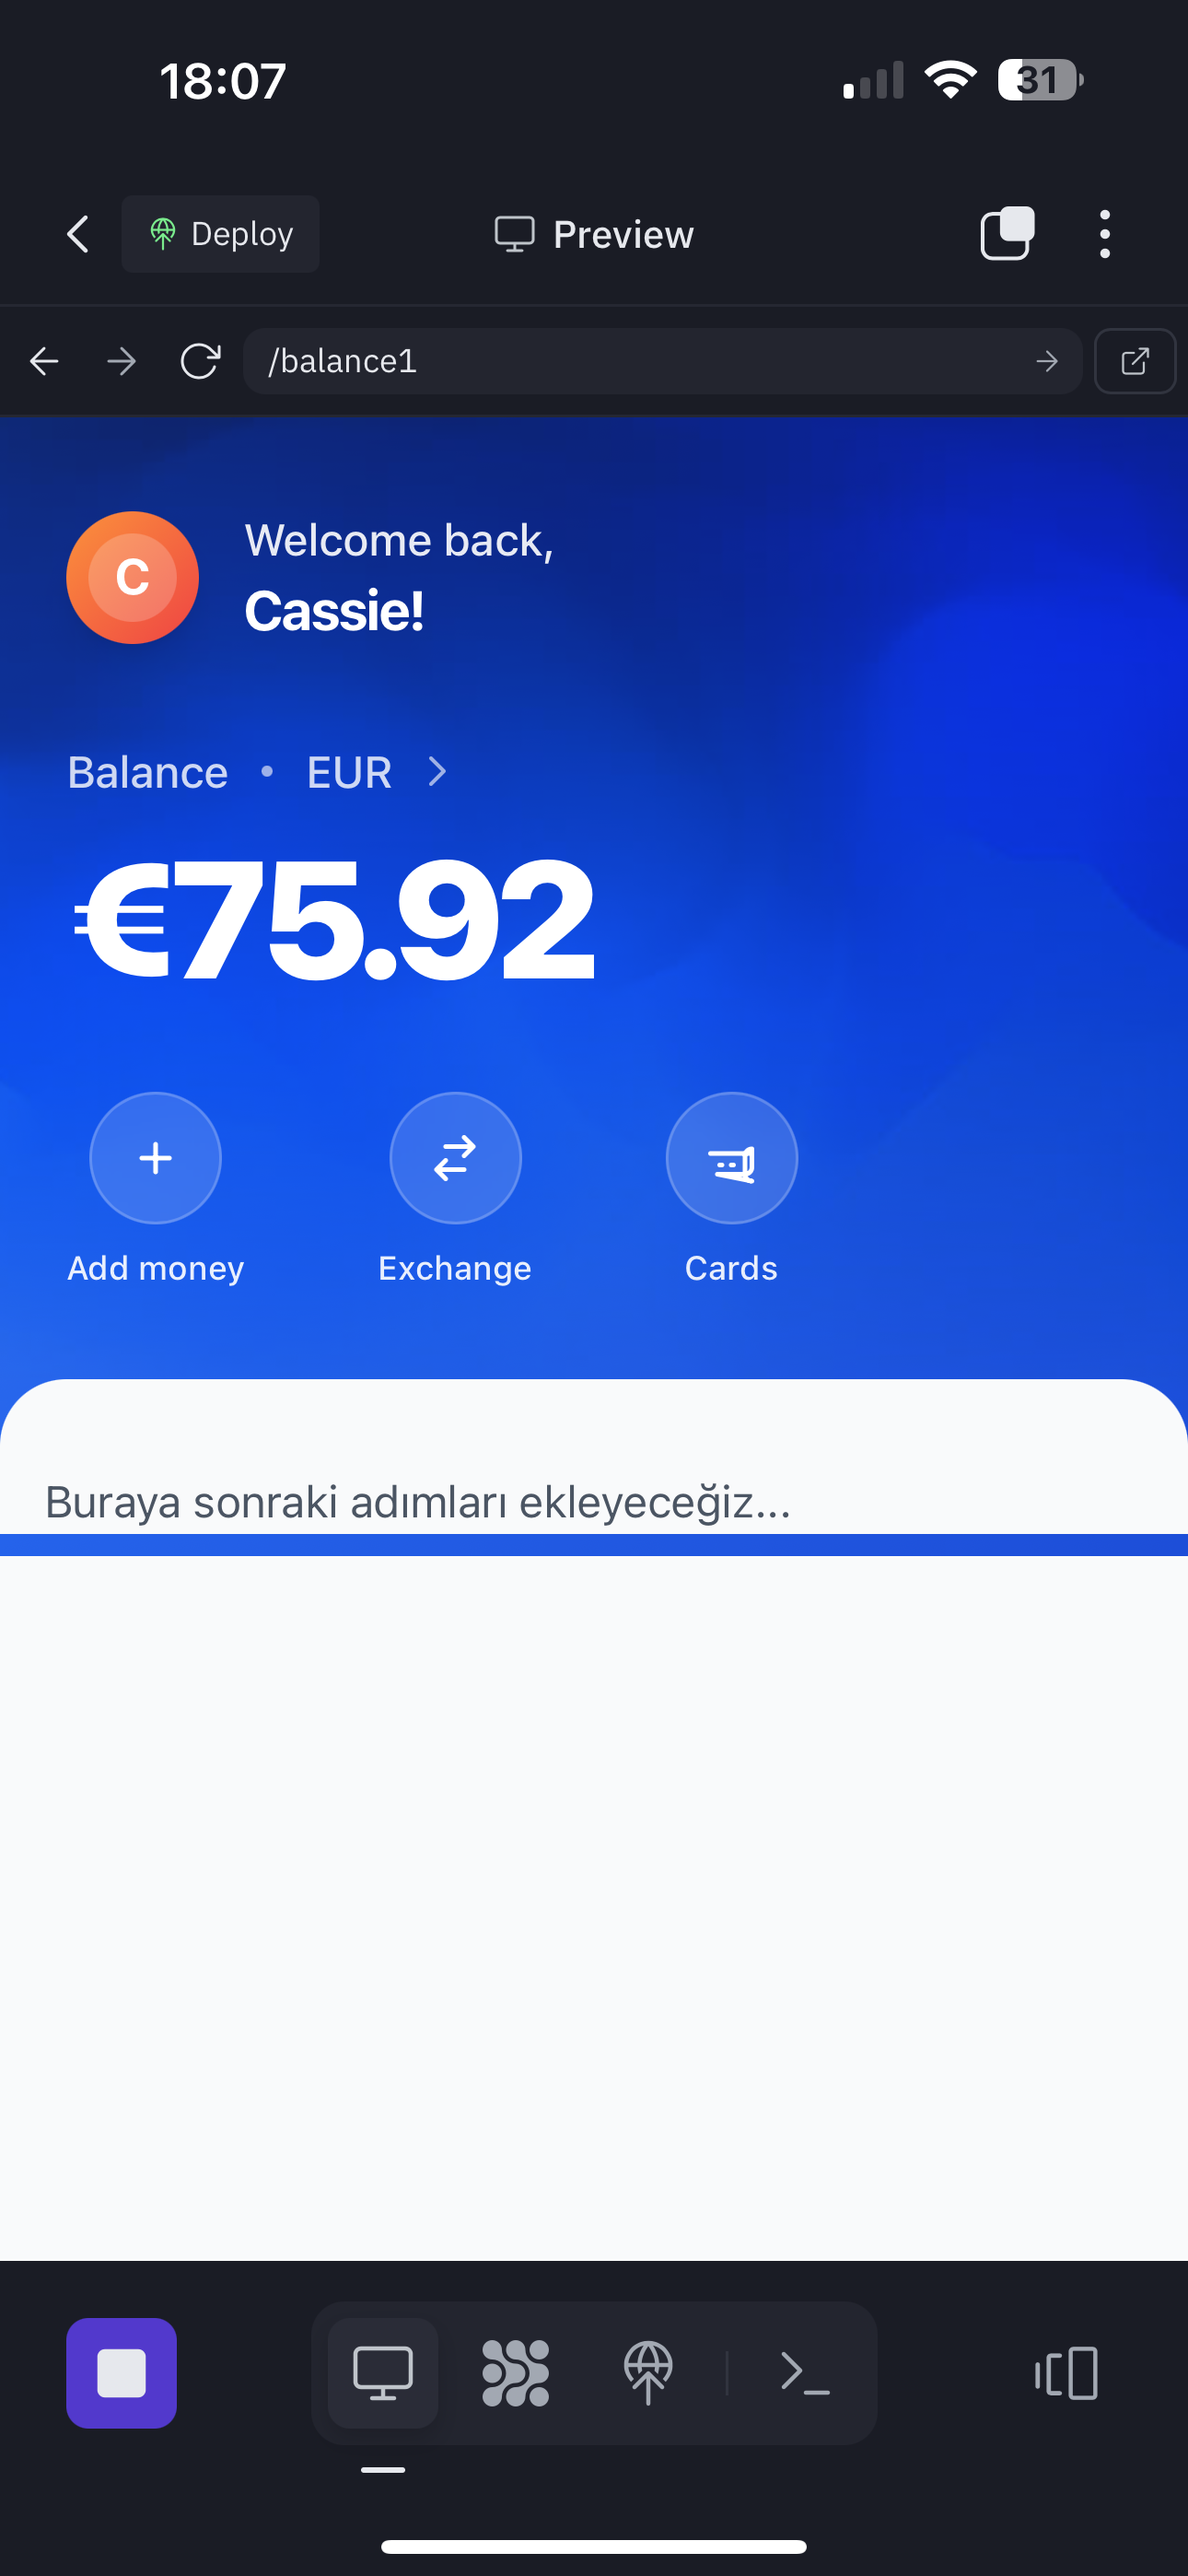 18:07
31
Deploy
Preview
/balance1
C
Welcome back,
Cassie!
Balance • EUR
€75.92
Add money
Exchange
Cards
Buraya sonraki adımları ekleyeceğiz...